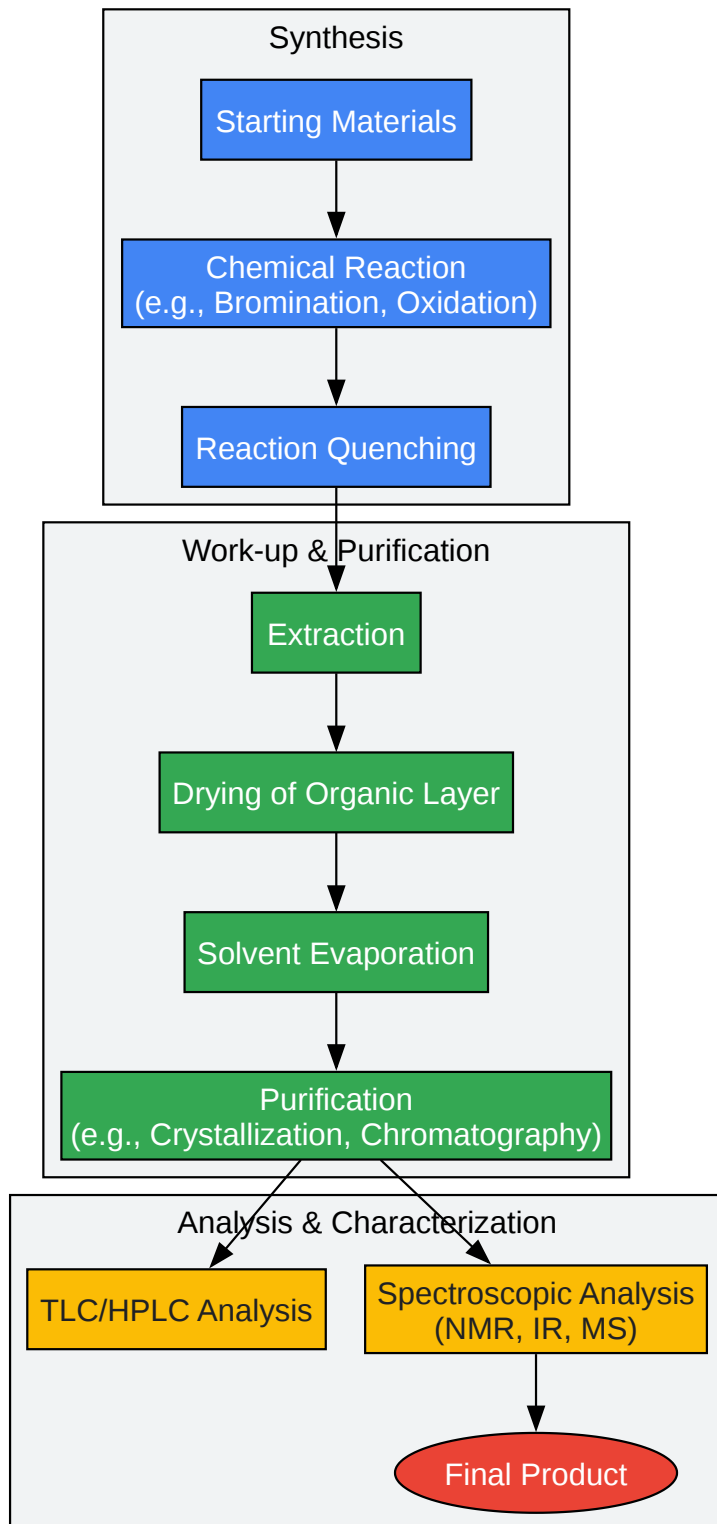 Synthesis
Starting Materials
Chemical Reaction
(e.g., Bromination, Oxidation)
Reaction Quenching
Work-up & Purification
Extraction
Drying of Organic Layer
Solvent Evaporation
Purification
(e.g., Crystallization, Chromatography)
Analysis & Characterization
TLC/HPLC Analysis
Spectroscopic Analysis
(NMR, IR, MS)
Final Product